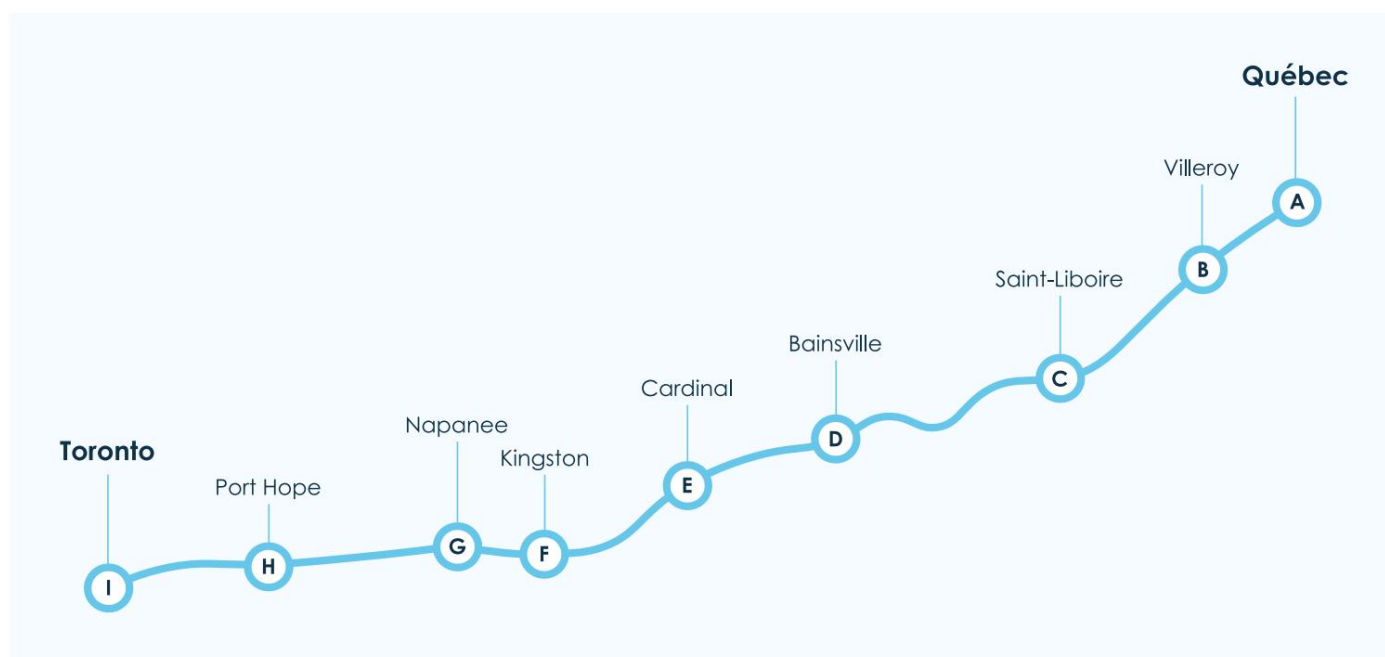 Québec
Villeroy
A
B
Saint-Liboire
Bainsville
C
Cardinal
D
Napanee
Toronto
Kingston
E
Port Hope
G
F
H
I